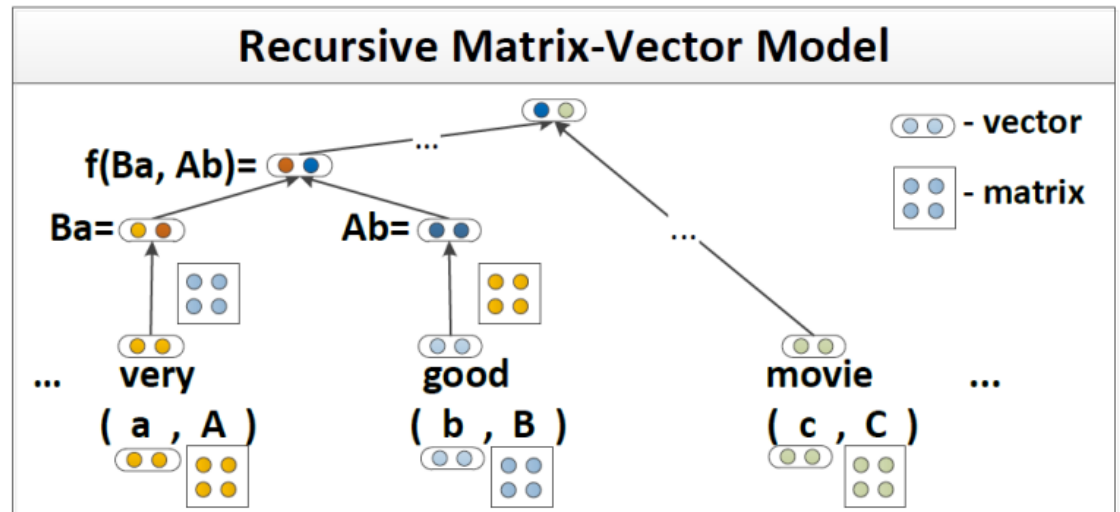 Recursive Matrix-Vector Model
- vector
...
f(Ba, Ab)=
- matrix
Ba=
Ab=
...
... very good movie ...
( a , A ) ( b , B ) ( c , C )